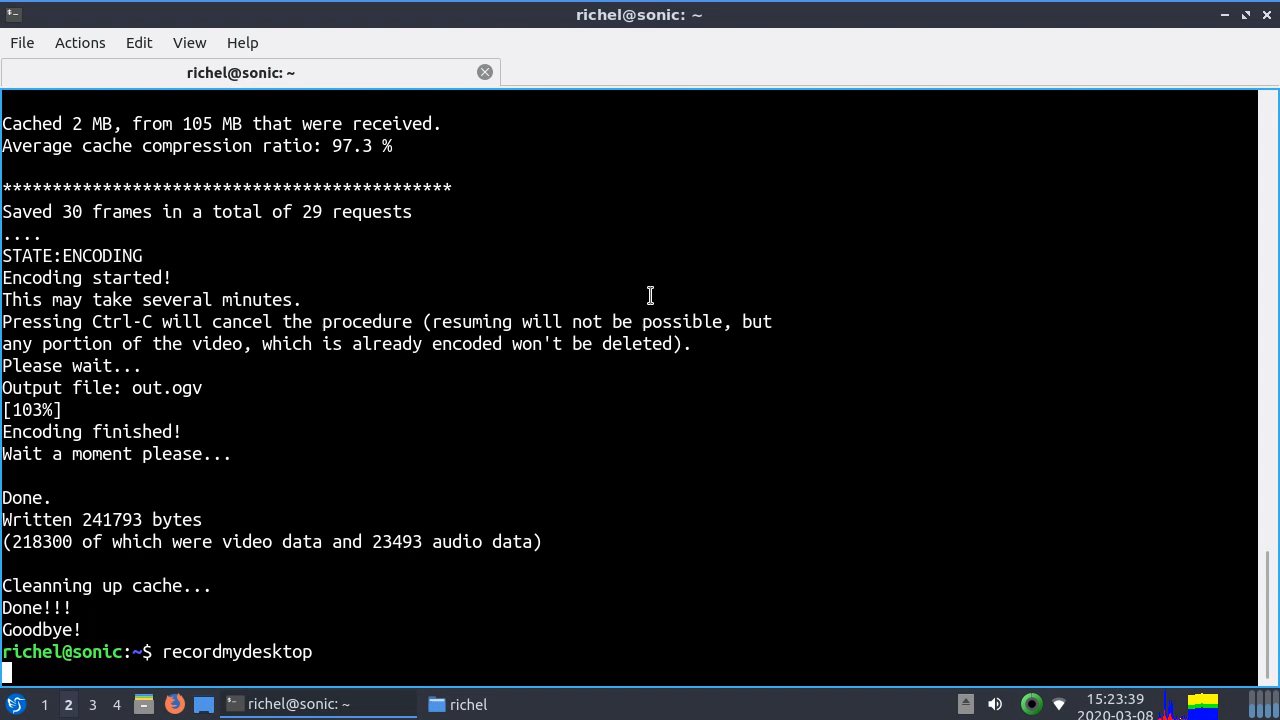 richel@sonic: ~
File Actions Edit View Help
richel@sonic: ~
Cached 2 MB, from 105 MB that were received.
Average cache compression ratio: 97.3 %
*********************************************
Saved 30 frames in a total of 29 requests
....
STATE:ENCODING
Encoding started!
This may take several minutes.
Pressing Ctrl-C will cancel the procedure (resuming will not be possible, but
any portion of the video, which is already encoded won't be deleted).
Please wait...
Output file: out.ogv
[103%]
Encoding finished!
Wait a moment please...
Done.
Written 241793 bytes
(218300 of which were video data and 23493 audio data)
Cleanning up cache...
Done!!!
Goodbye!
richel@sonic:~$ recordmydesktop
1 2 3 4 richel@sonic: ~ richel 15:23:39
2020-03-08